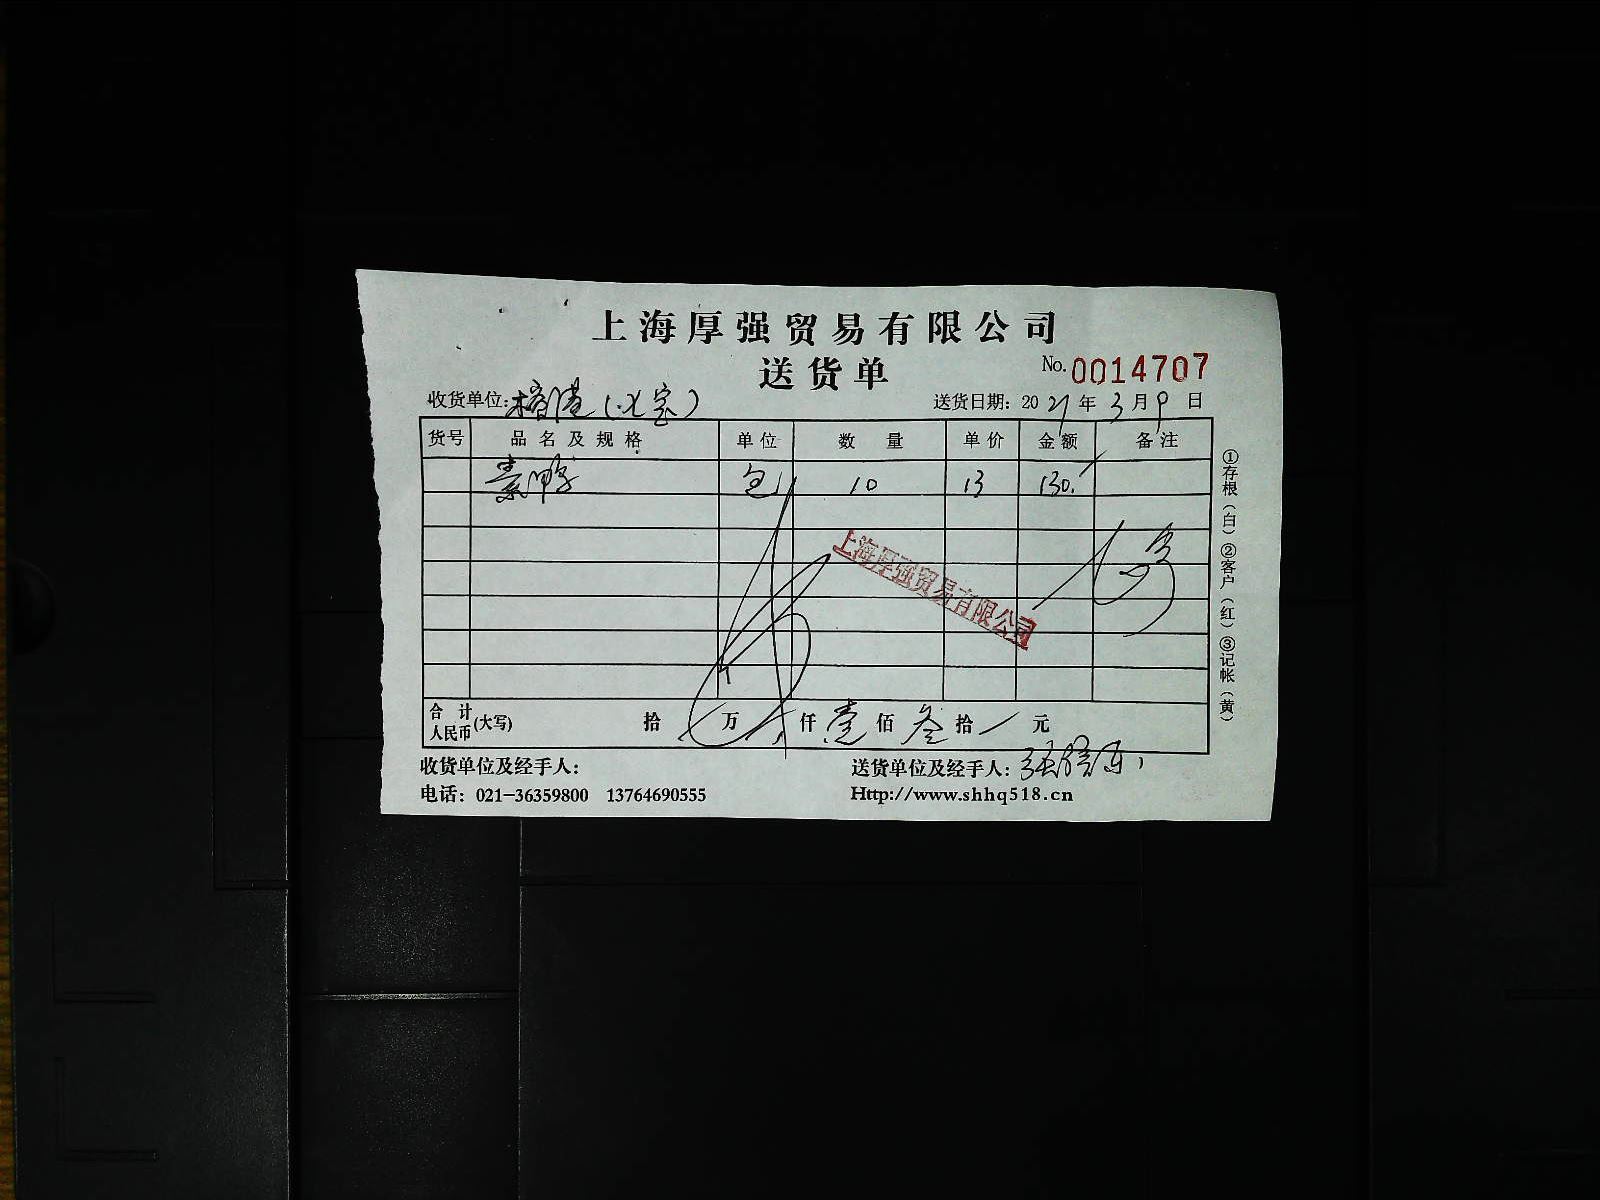 上海厚强贸易有限公司
送货单
No.0014707
收货单位：榕港（七宝）
送货日期：2021年3月9日
货号 品名及规格 单位 数量 单价 金额 备注
包 10 13 130.
上海厚强贸易有限公司
合计人民币(大写) 拾 万 仟 壹 佰 叁 拾 元
收货单位及经手人：
送货单位及经手人：
电话：021-36359800 13764690555
Http://www.shhq518.cn
①存根（白）②客户（红）③记帐（黄）